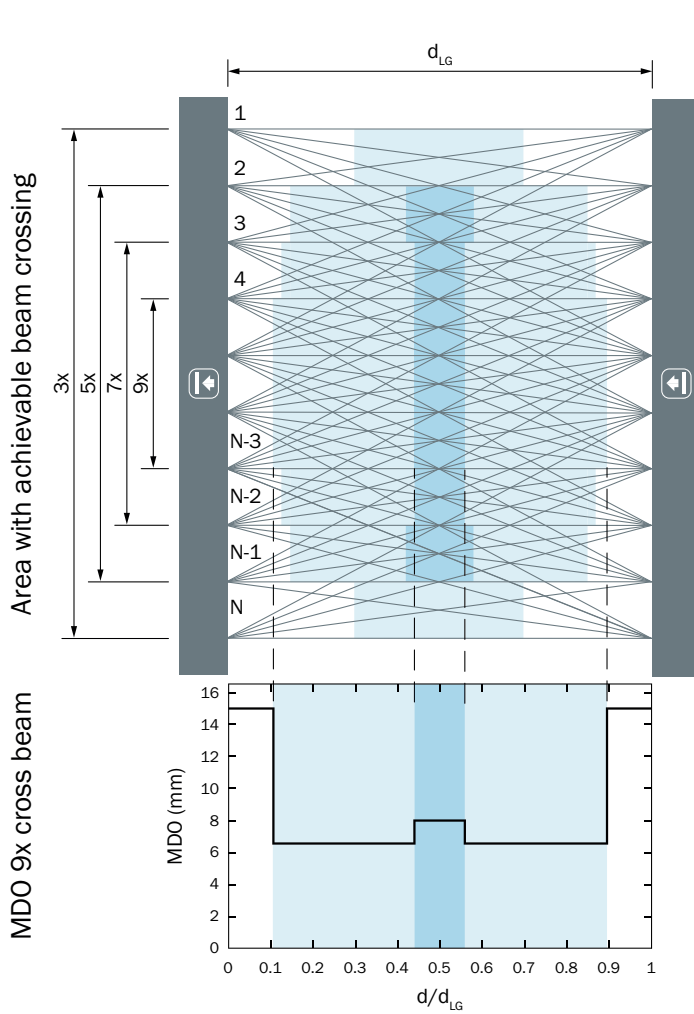 d_LG
Area with achievable beam crossing
3x
5x
7x
9x
1
2
3
4
N-3
N-2
N-1
N
MDO 9x cross beam
MDO (mm)
16
14
12
10
8
6
4
2
0
0 0.1 0.2 0.3 0.4 0.5 0.6 0.7 0.8 0.9 1
d/d_LG